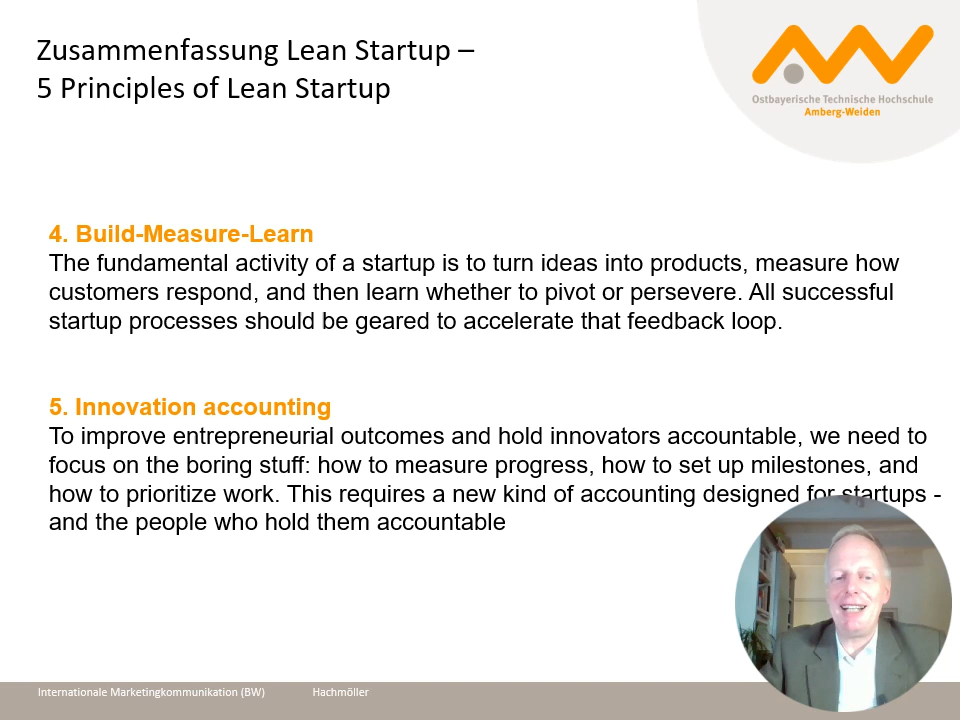 Zusammenfassung Lean Startup –
5 Principles of Lean Startup
Ostbayerische Technische Hochschule
Amberg-Weiden
4. Build-Measure-Learn
The fundamental activity of a startup is to turn ideas into products, measure how
customers respond, and then learn whether to pivot or persevere. All successful
startup processes should be geared to accelerate that feedback loop.
5. Innovation accounting
To improve entrepreneurial outcomes and hold innovators accountable, we need to
focus on the boring stuff: how to measure progress, how to set up milestones, and
how to prioritize work. This requires a new kind of accounting designed for startups -
and the people who hold them accountable
Internationale Marketingkommunikation (BW) Hachmöller